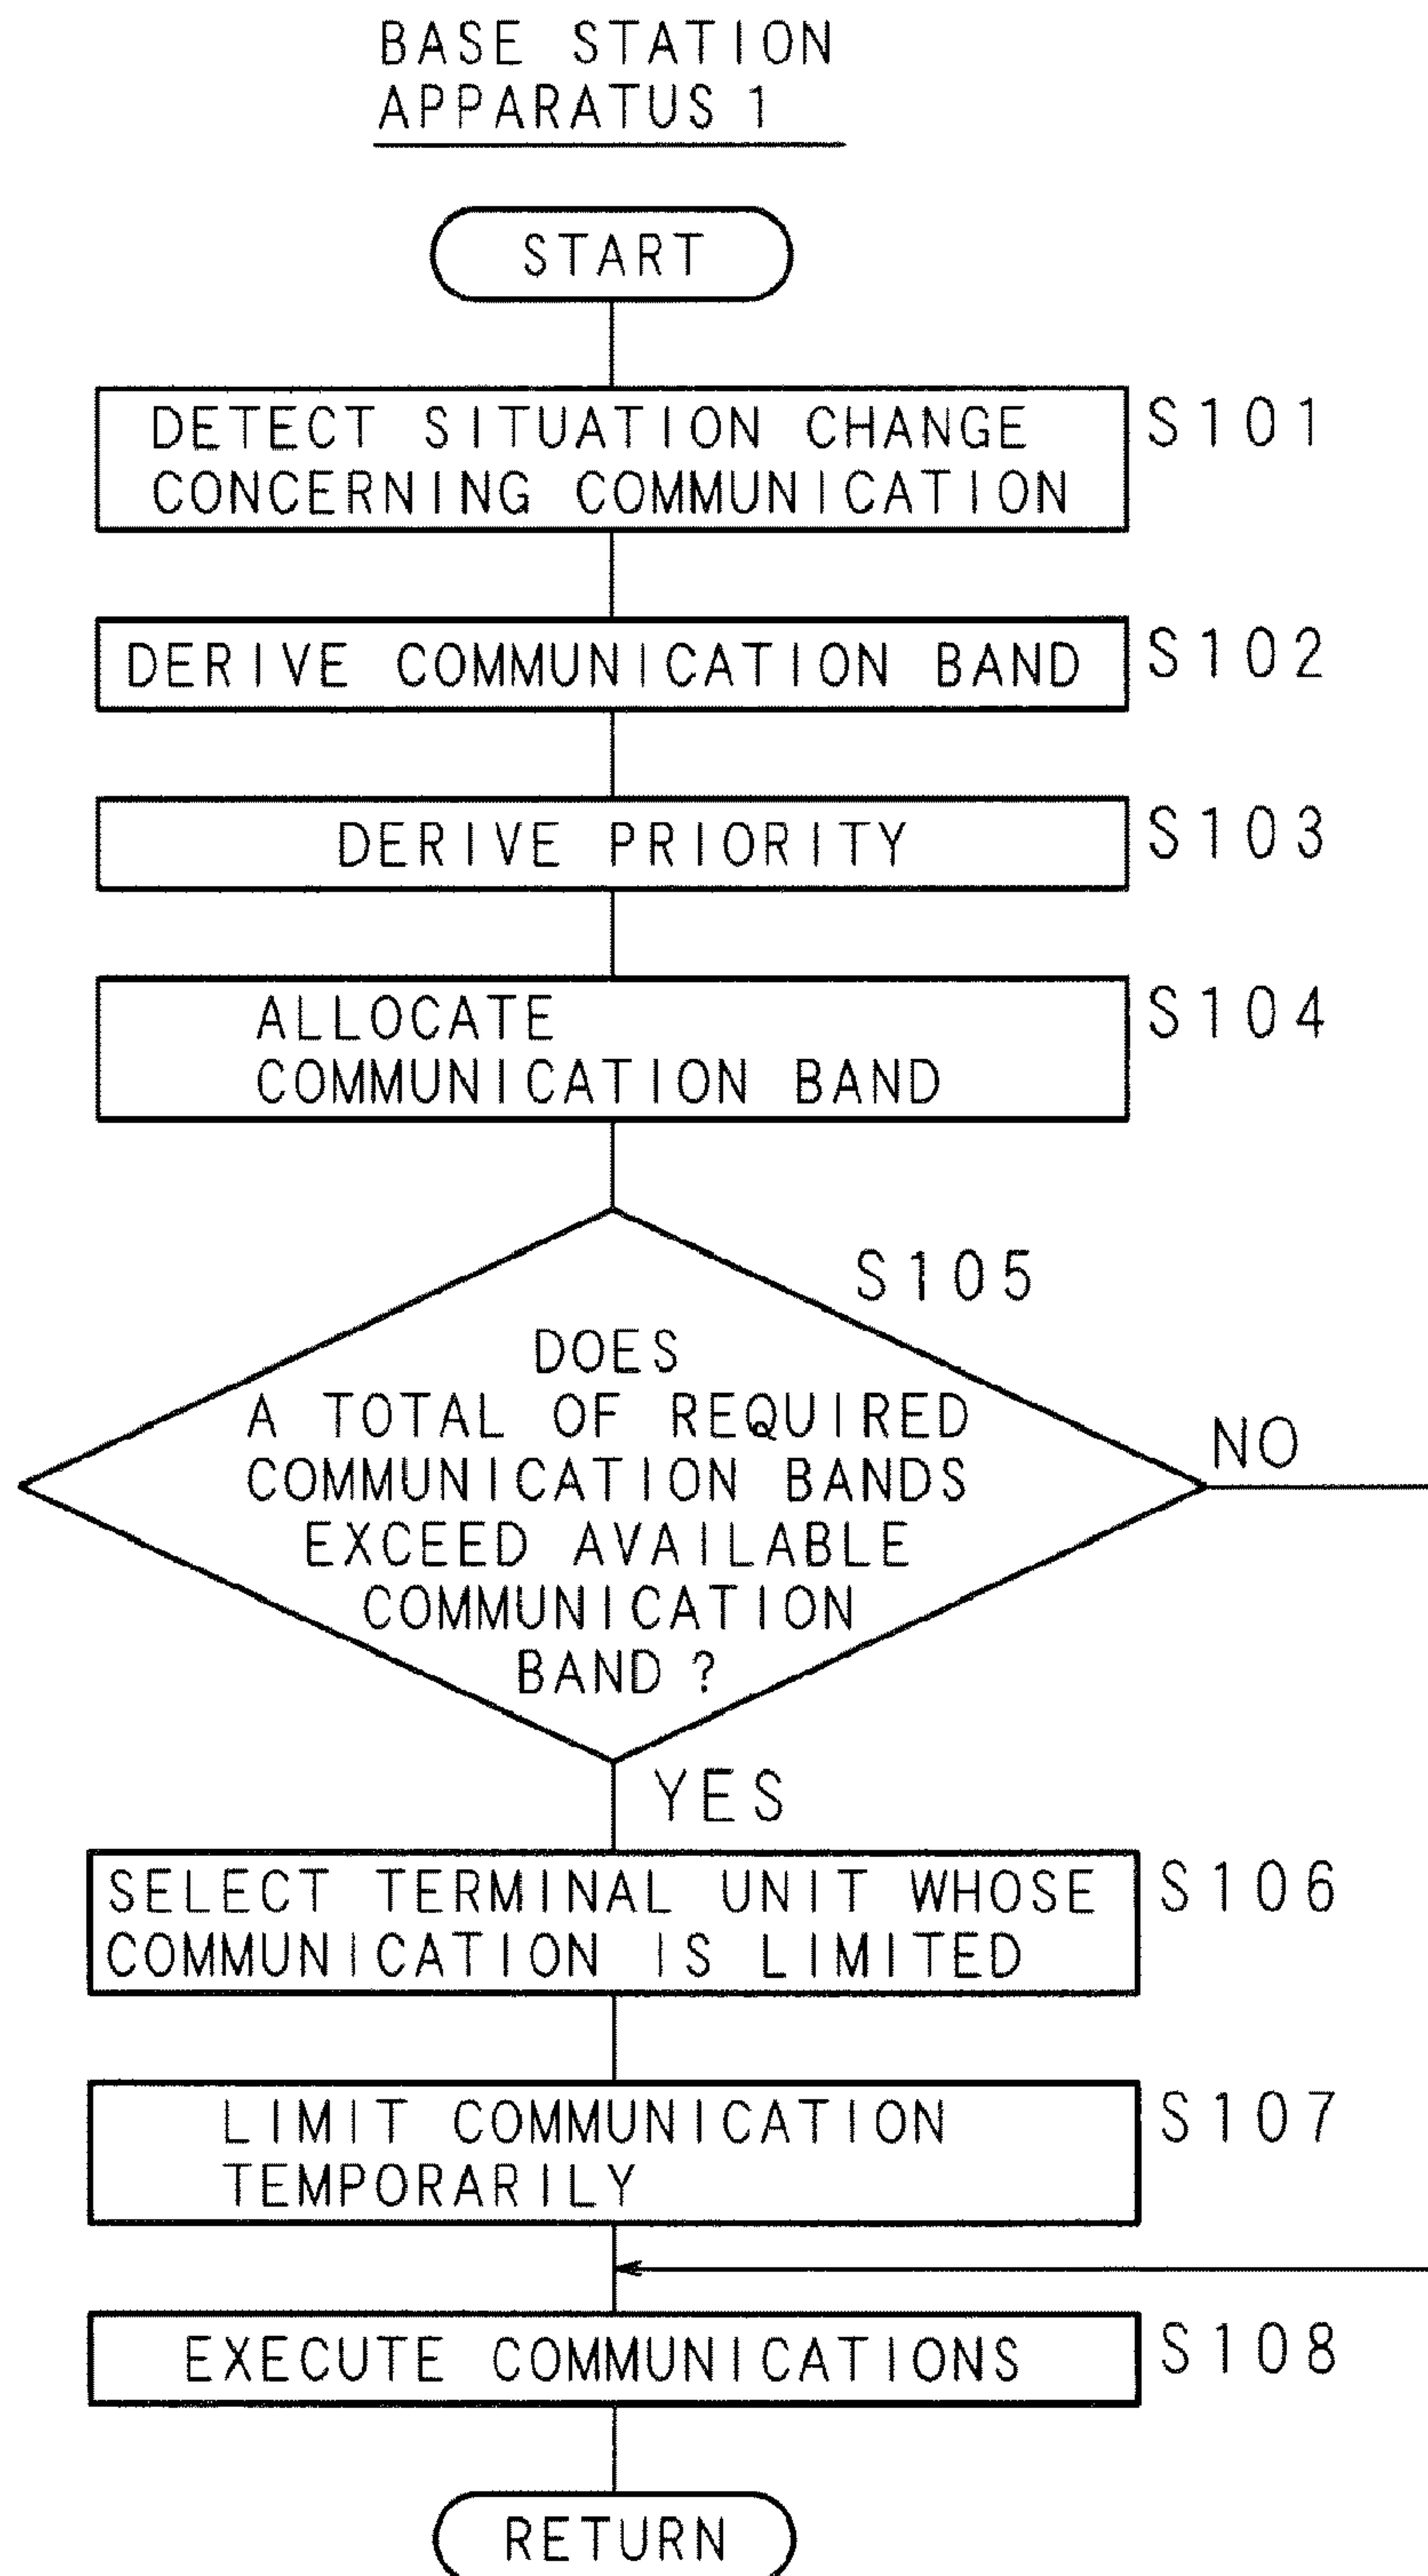 BASE STATION
APPARATUS 1
START
DETECT SITUATION CHANGE
CONCERNING COMMUNICATION
S101
DERIVE COMMUNICATION BAND
S102
DERIVE PRIORITY
S103
ALLOCATE
COMMUNICATION BAND
S104
S105
DOES
A TOTAL OF REQUIRED
COMMUNICATION BANDS
EXCEED AVAILABLE
COMMUNICATION
BAND ?
NO
YES
SELECT TERMINAL UNIT WHOSE
COMMUNICATION IS LIMITED
S106
LIMIT COMMUNICATION
TEMPORARILY
S107
EXECUTE COMMUNICATIONS
S108
RETURN